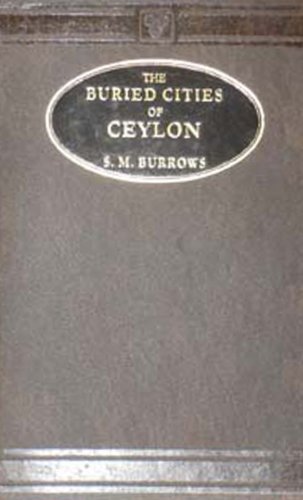 THE
BURIED CITIES
OF
CEYLON
S. M. BURROWS